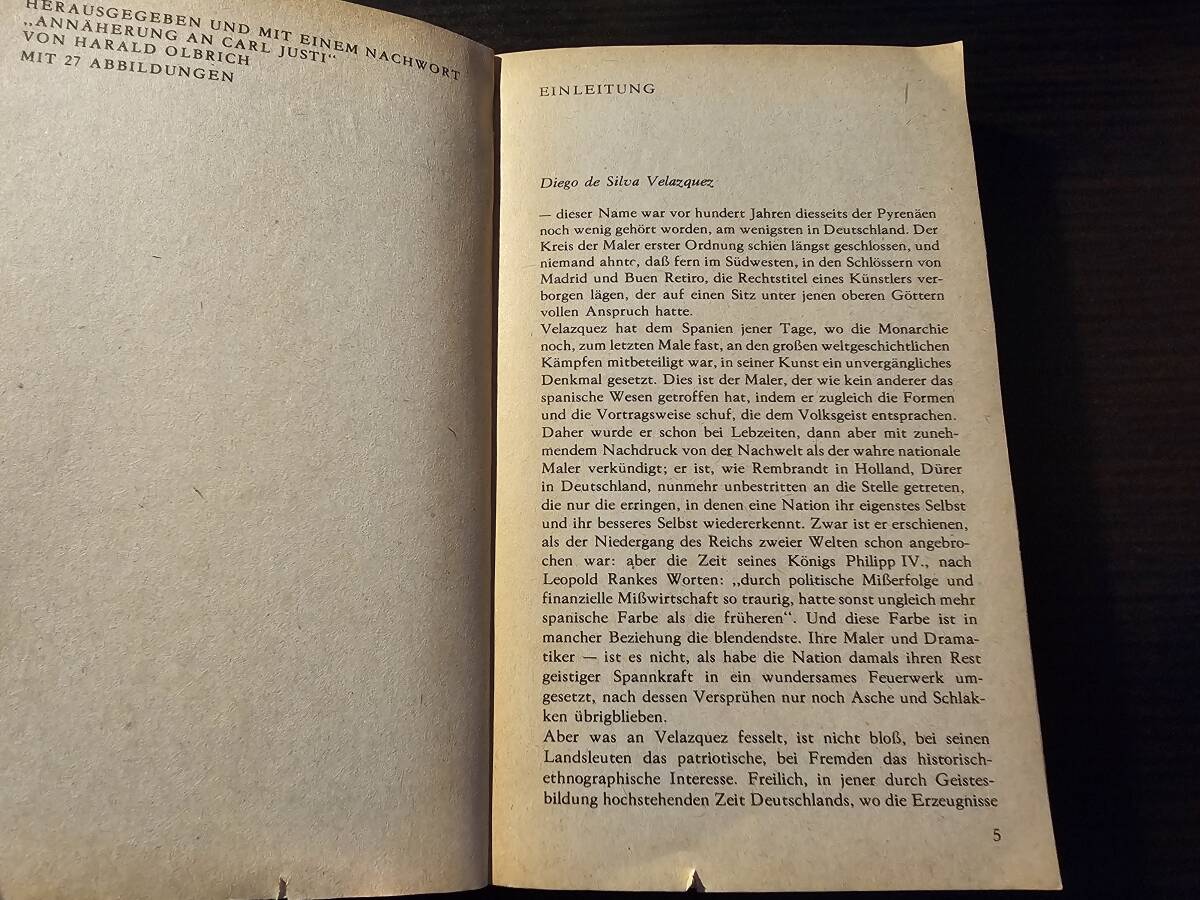 HERAUSGEGEBEN UND MIT EINEM NACHWORT
„ANNÄHERUNG AN CARL JUSTI“
VON HARALD OLBRICH
MIT 27 ABBILDUNGEN
EINLEITUNG
Diego de Silva Velazquez
— dieser Name war vor hundert Jahren diesseits der Pyrenäen
noch wenig gehört worden, am wenigsten in Deutschland. Der
Kreis der Maler erster Ordnung schien längst geschlossen, und
niemand ahnte, daß fern im Südwesten, in den Schlössern von
Madrid und Buen Retiro, die Rechtstitel eines Künstlers ver-
borgen lägen, der auf einen Sitz unter jenen oberen Göttern
vollen Anspruch hatte.
Velazquez hat dem Spanien jener Tage, wo die Monarchie
noch, zum letzten Male fast, an den großen weltgeschichtlichen
Kämpfen mitbeteiligt war, in seiner Kunst ein unvergängliches
Denkmal gesetzt. Dies ist der Maler, der wie kein anderer das
spanische Wesen getroffen hat, indem er zugleich die Formen
und die Vortragsweise schuf, die dem Volksgeist entsprachen.
Daher wurde er schon bei Lebzeiten, dann aber mit zuneh-
mendem Nachdruck von der Nachwelt als der wahre nationale
Maler verkündigt; er ist, wie Rembrandt in Holland, Dürer
in Deutschland, nunmehr unbestritten an die Stelle getreten,
die nur die erringen, in denen eine Nation ihr eigenstes Selbst
und ihr besseres Selbst wiedererkennt. Zwar ist er erschienen,
als der Niedergang des Reichs zweier Welten schon angebro-
chen war: aber die Zeit seines Königs Philipp IV., nach
Leopold Rankes Worten: „durch politische Mißerfolge und
finanzielle Mißwirtschaft so traurig, hatte sonst ungleich mehr
spanische Farbe als die früheren“. Und diese Farbe ist in
mancher Beziehung die blendendste. Ihre Maler und Drama-
tiker — ist es nicht, als habe die Nation damals ihren Rest
geistiger Spannkraft in ein wundersames Feuerwerk um-
gesetzt, nach dessen Versprühen nur noch Asche und Schlak-
ken übrigblieben.
Aber was an Velazquez fesselt, ist nicht bloß, bei seinen
Landsleuten das patriotische, bei Fremden das historisch-
ethnographische Interesse. Freilich, in jener durch Geistes-
bildung hochstehenden Zeit Deutschlands, wo die Erzeugnisse
5